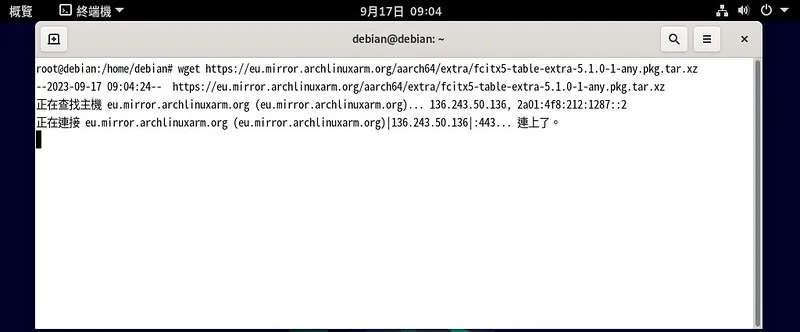 概覽 終端機 9月17日 09:04
debian@debian: ~
root@debian:/home/debian# wget https://eu.mirror.archlinuxarm.org/aarch64/extra/fcitx5-table-extra-5.1.0-1-any.pkg.tar.xz
--2023-09-17 09:04:24--  https://eu.mirror.archlinuxarm.org/aarch64/extra/fcitx5-table-extra-5.1.0-1-any.pkg.tar.xz
正在查找主機 eu.mirror.archlinuxarm.org (eu.mirror.archlinuxarm.org)... 136.243.50.136, 2a01:4f8:212:1287::2
正在連接 eu.mirror.archlinuxarm.org (eu.mirror.archlinuxarm.org)|136.243.50.136|:443... 連上了。